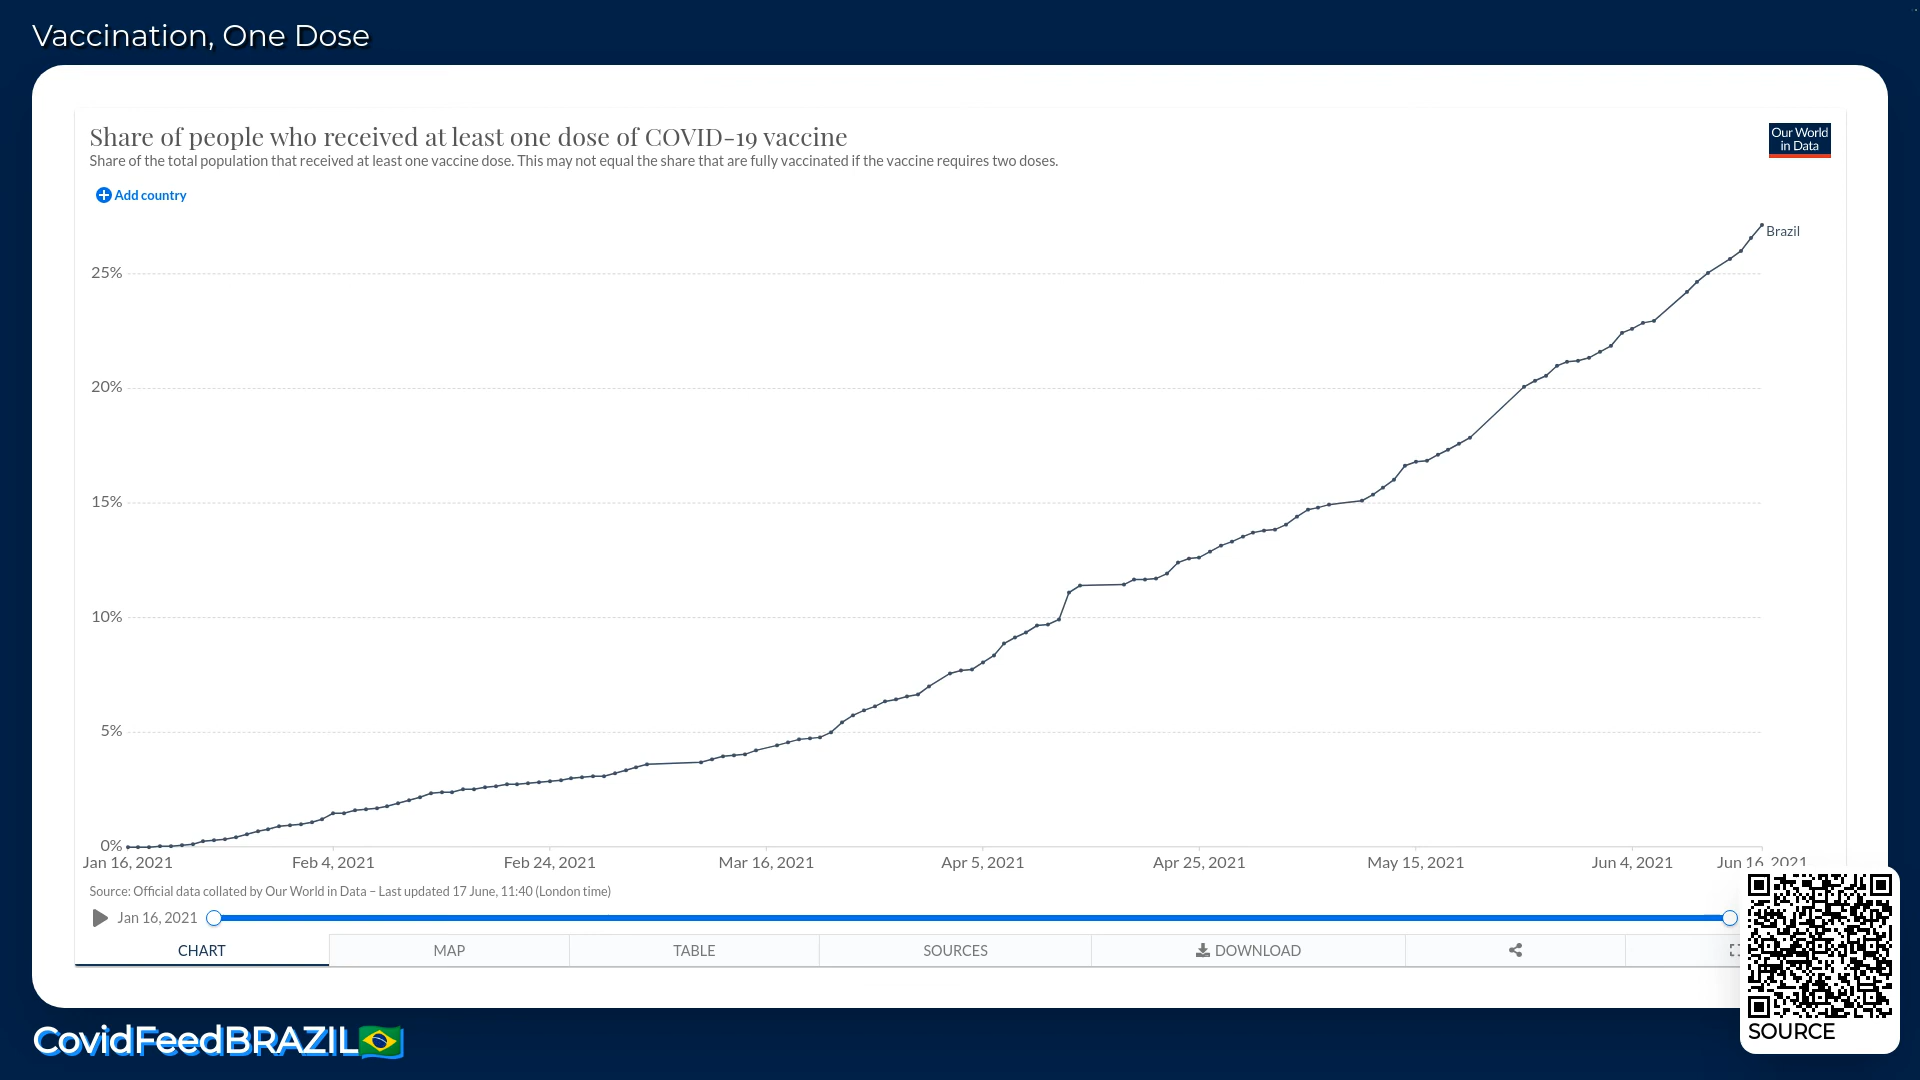 Vaccination, One Dose
Share of people who received at least one dose of COVID-19 vaccine
Share of the total population that received at least one vaccine dose. This may not equal the share that are fully vaccinated if the vaccine requires two doses.
Our World
in Data
Add country
Brazil
25%
20%
15%
10%
5%
0%
Jan 16, 2021 Feb 4, 2021 Feb 24, 2021 Mar 16, 2021 Apr 5, 2021 Apr 25, 2021 May 15, 2021 Jun 4, 2021 Jun 16, 2021
Source: Official data collated by Our World in Data – Last updated 17 June, 11:40 (London time)
Jan 16, 2021
CHART MAP TABLE SOURCES DOWNLOAD
SOURCE
CovidFeedBRAZIL